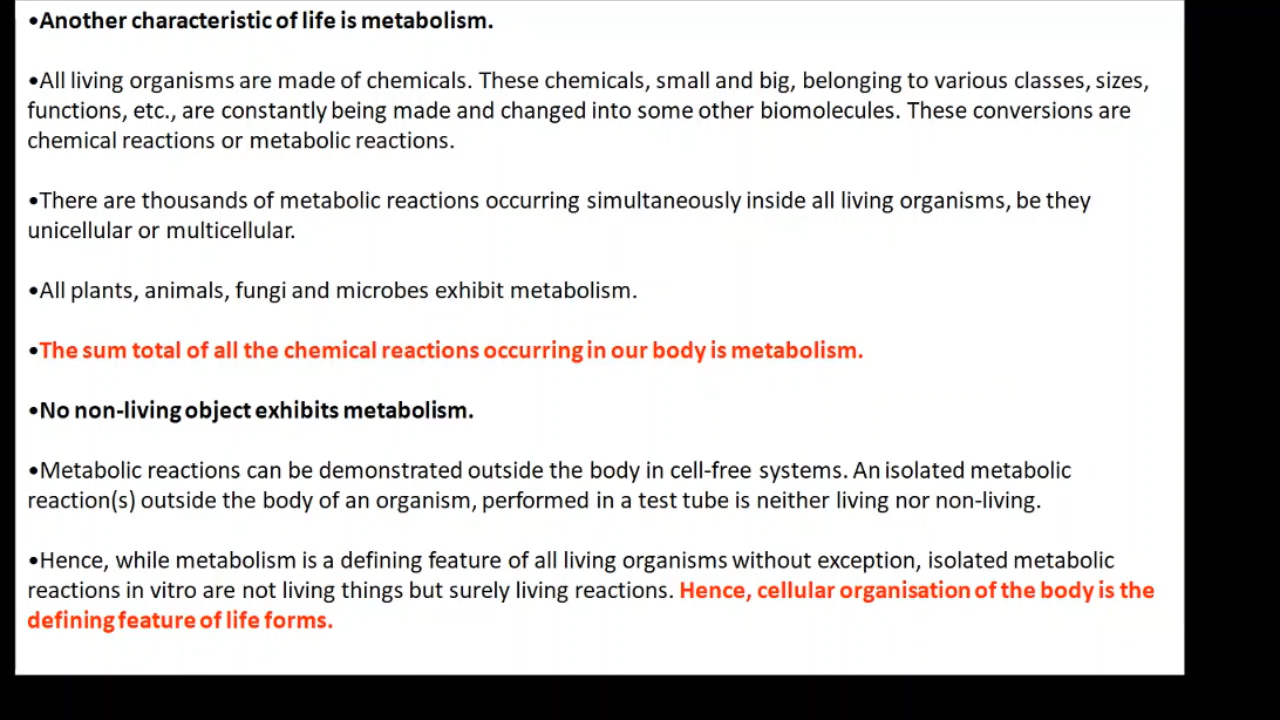 •Another characteristic of life is metabolism.
•All living organisms are made of chemicals. These chemicals, small and big, belonging to various classes, sizes,
functions, etc., are constantly being made and changed into some other biomolecules. These conversions are
chemical reactions or metabolic reactions.
•There are thousands of metabolic reactions occurring simultaneously inside all living organisms, be they
unicellular or multicellular.
•All plants, animals, fungi and microbes exhibit metabolism.
•The sum total of all the chemical reactions occurring in our body is metabolism.
•No non-living object exhibits metabolism.
•Metabolic reactions can be demonstrated outside the body in cell-free systems. An isolated metabolic
reaction(s) outside the body of an organism, performed in a test tube is neither living nor non-living.
•Hence, while metabolism is a defining feature of all living organisms without exception, isolated metabolic
reactions in vitro are not living things but surely living reactions. Hence, cellular organisation of the body is the
defining feature of life forms.